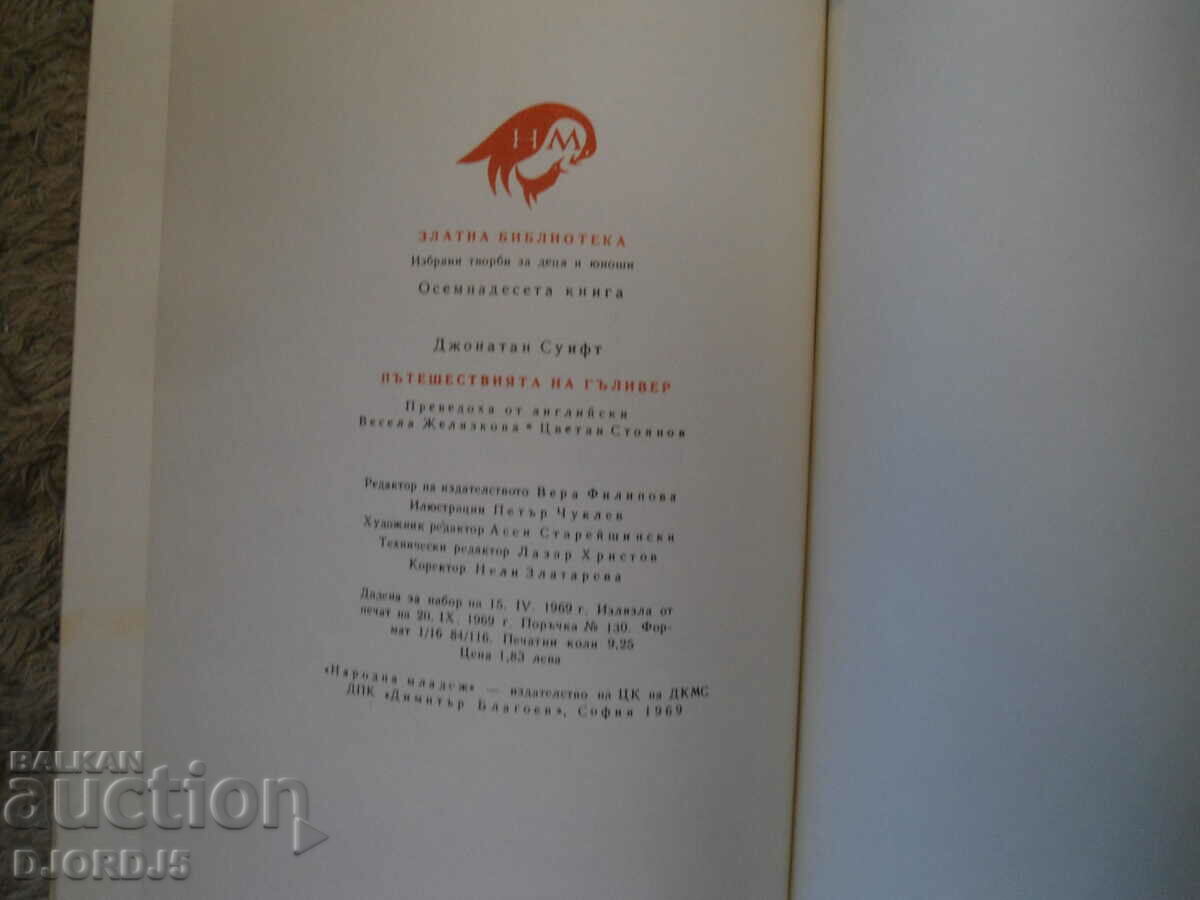 НМ
ЗЛАТНА БИБЛИОТЕКА
Избрани творби за деца и юноши
Осемнадесета книга
Джонатан Суифт
ПЪТЕШЕСТВИЯТА НА ГЪЛИВЕР
Преведоха от английски
Весела Желязкова * Цветан Стоянов
Редактор на издателството Вера Филипова
Илюстрации Петър Чуклев
Художник редактор Асен Старейшински
Технически редактор Лазар Христов
Коректор Нели Златарева
Дадена за набор на 15. IV. 1969 г. Излязла от
печат на 20. IX. 1969 г. Поръчка № 130. Фор-
мат 1/16 84/116. Печатни коли 9,25
Цена 1,83 лева
«Народна младеж» — издателство на ЦК на ДКМС
ДПК «Димитър Благоев», София 1969
BALKAN
auction
DJORDJ5